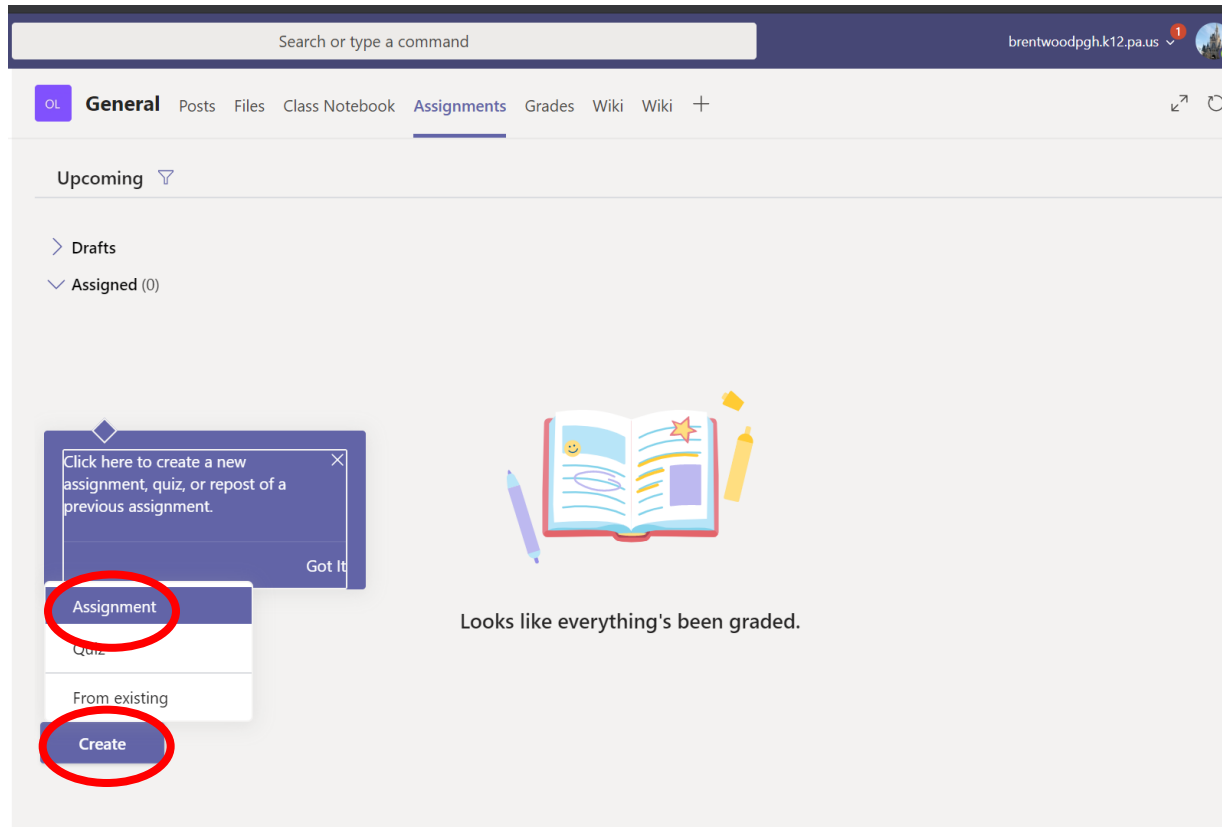 Search or type a command
brentwoodpgh.k12.pa.us
1
OL General Posts Files Class Notebook Assignments Grades Wiki Wiki
Upcoming
Drafts
Assigned (0)
Click here to create a new
assignment, quiz, or repost of a
previous assignment.
Got It
Assignment
Looks like everything's been graded.
Quiz
From existing
Create